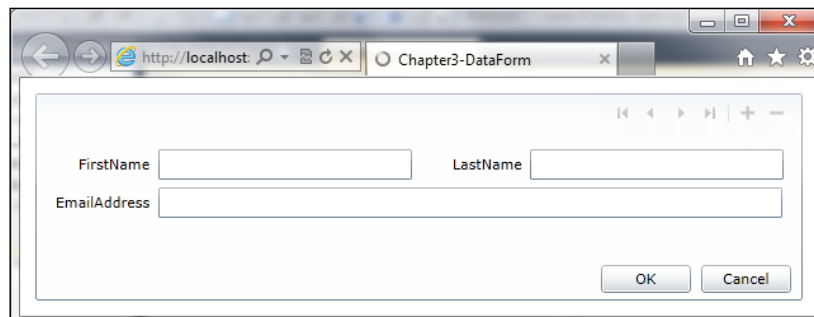 http://localhost: Chapter3-DataForm
FirstName LastName
EmailAddress
OK Cancel